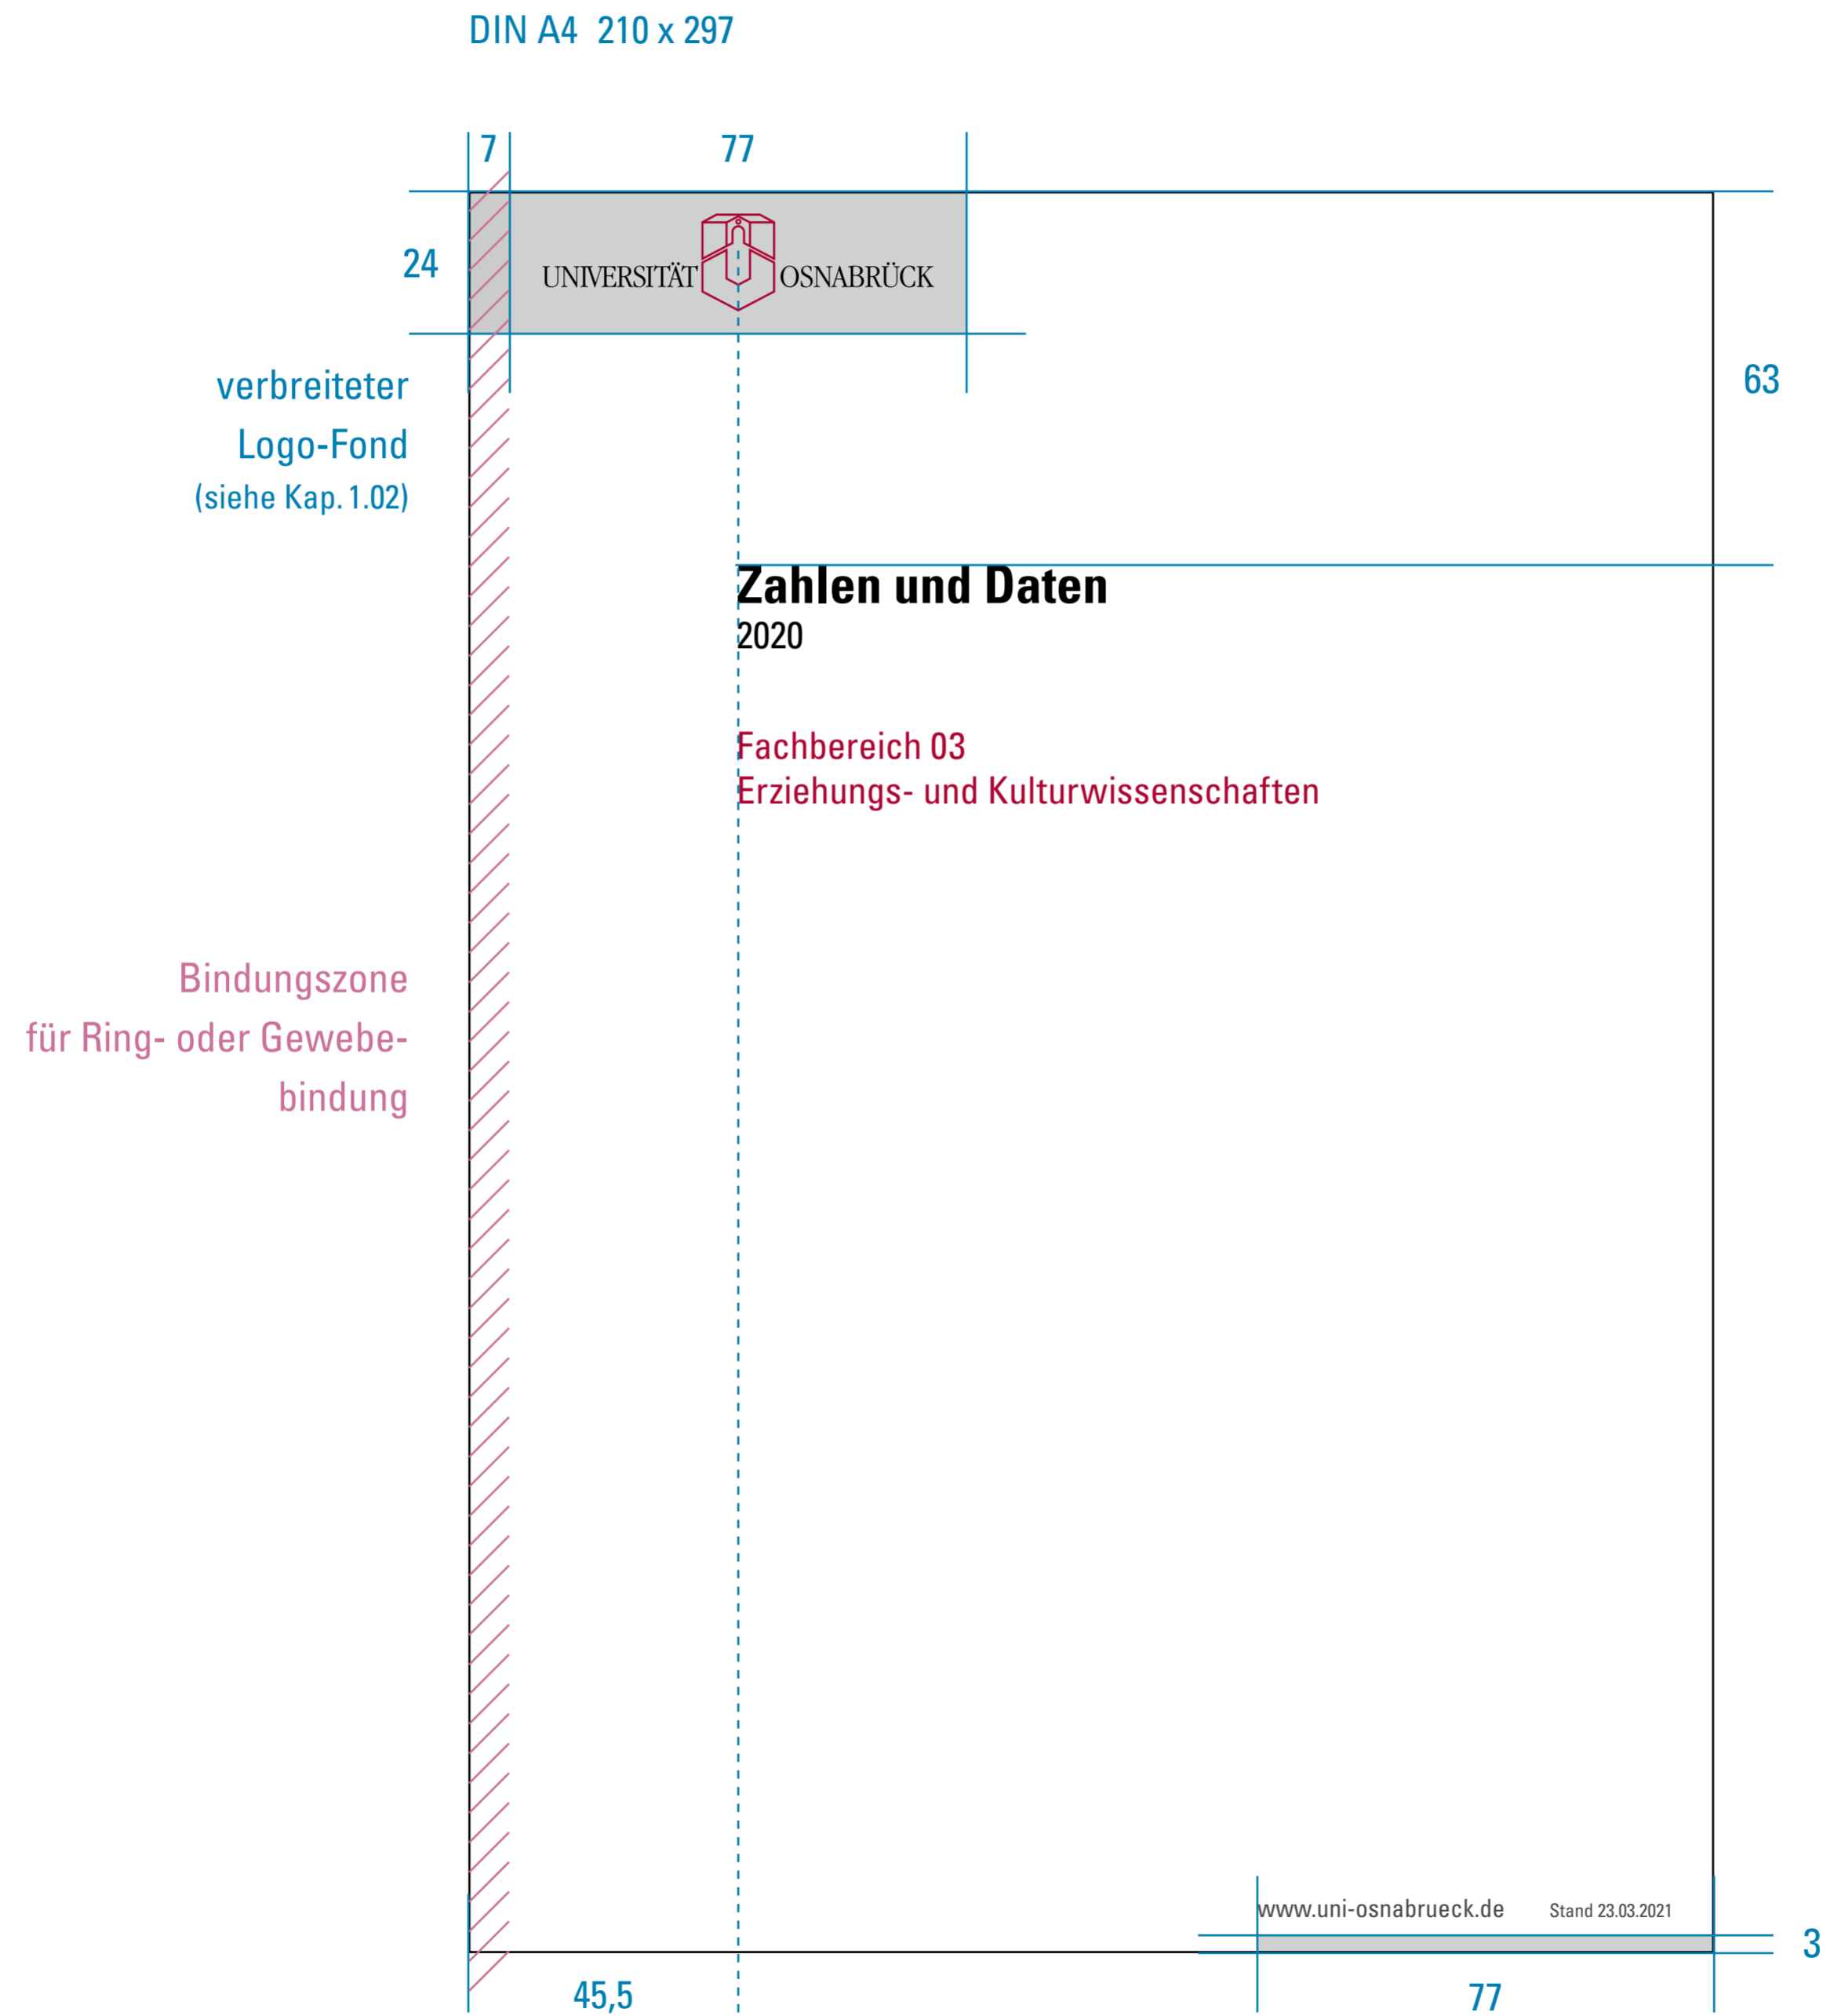 DIN A4 210 x 297
7
77
24
UNIVERSITÄT OSNABRÜCK
verbreiteter
Logo-Fond
(siehe Kap. 1.02)
63
Zahlen und Daten
2020
Fachbereich 03
Erziehungs- und Kulturwissenschaften
Bindungszone
für Ring- oder Gewebe-
bindung
www.uni-osnabrueck.de Stand 23.03.2021
3
45,5
77